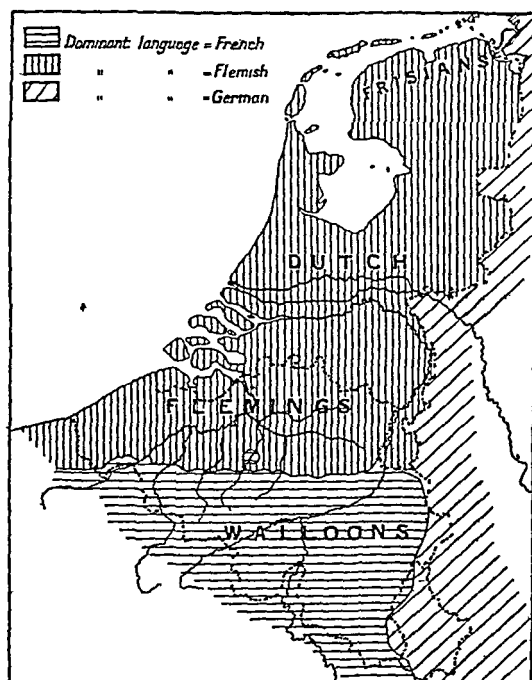 Dominant language = French
" " = Flemish
" " = German
FRISIANS
DUTCH
FLEMINGS
WALLOONS